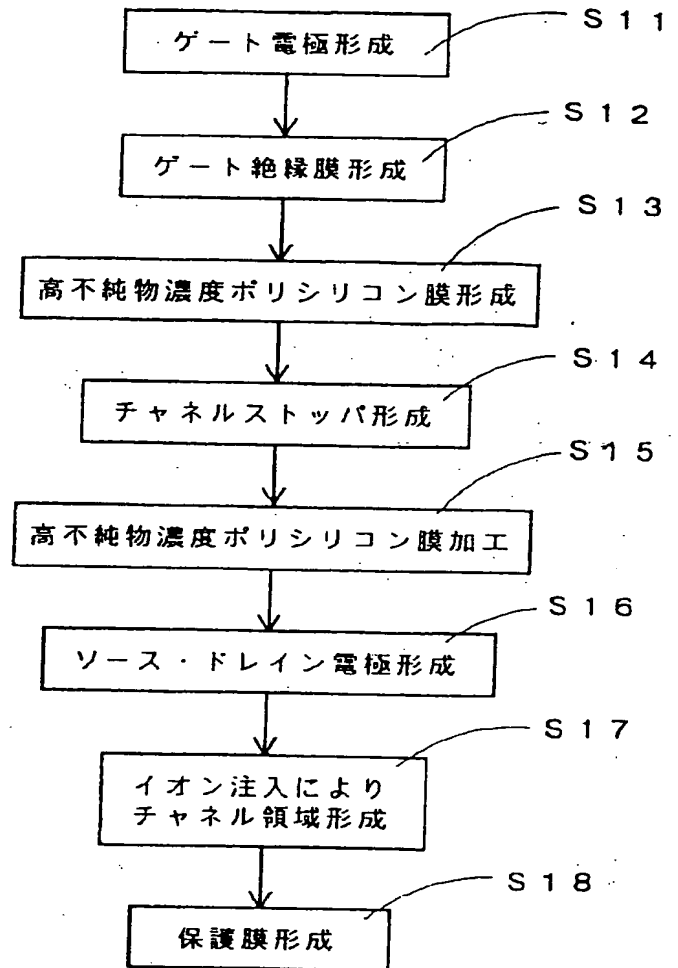 ゲート電極形成
S11
ゲート絶縁膜形成
S12
高不純物濃度ポリシリコン膜形成
S13
チャネルストッパ形成
S14
高不純物濃度ポリシリコン膜加工
S15
ソース・ドレイン電極形成
S16
イオン注入により
チャネル領域形成
S17
保護膜形成
S18